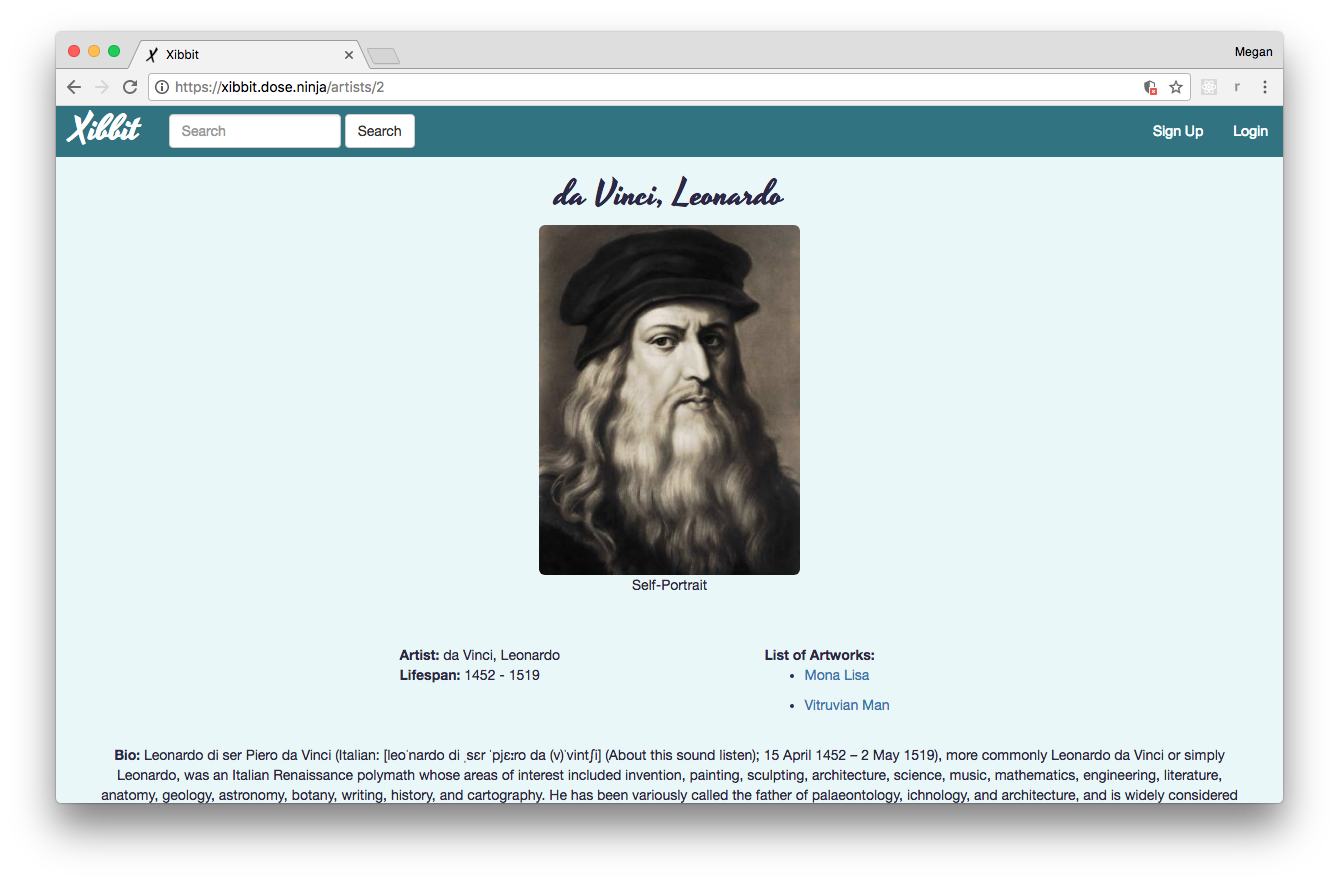 Xibbit
Megan
https://xibbit.dose.ninja/artists/2
r
Xibbit
Search
Search
Sign Up
Login
da Vinci, Leonardo
Self-Portrait
Artist: da Vinci, Leonardo
Lifespan: 1452 - 1519
List of Artworks:
• Mona Lisa
• Vitruvian Man
Bio: Leonardo di ser Piero da Vinci (Italian: [leoˈnardo di ˌsɛr ˈpjɛːro da (v)ˈvintʃi] (About this sound listen); 15 April 1452 – 2 May 1519), more commonly Leonardo da Vinci or simply
Leonardo, was an Italian Renaissance polymath whose areas of interest included invention, painting, sculpting, architecture, science, music, mathematics, engineering, literature,
anatomy, geology, astronomy, botany, writing, history, and cartography. He has been variously called the father of palaeontology, ichnology, and architecture, and is widely considered